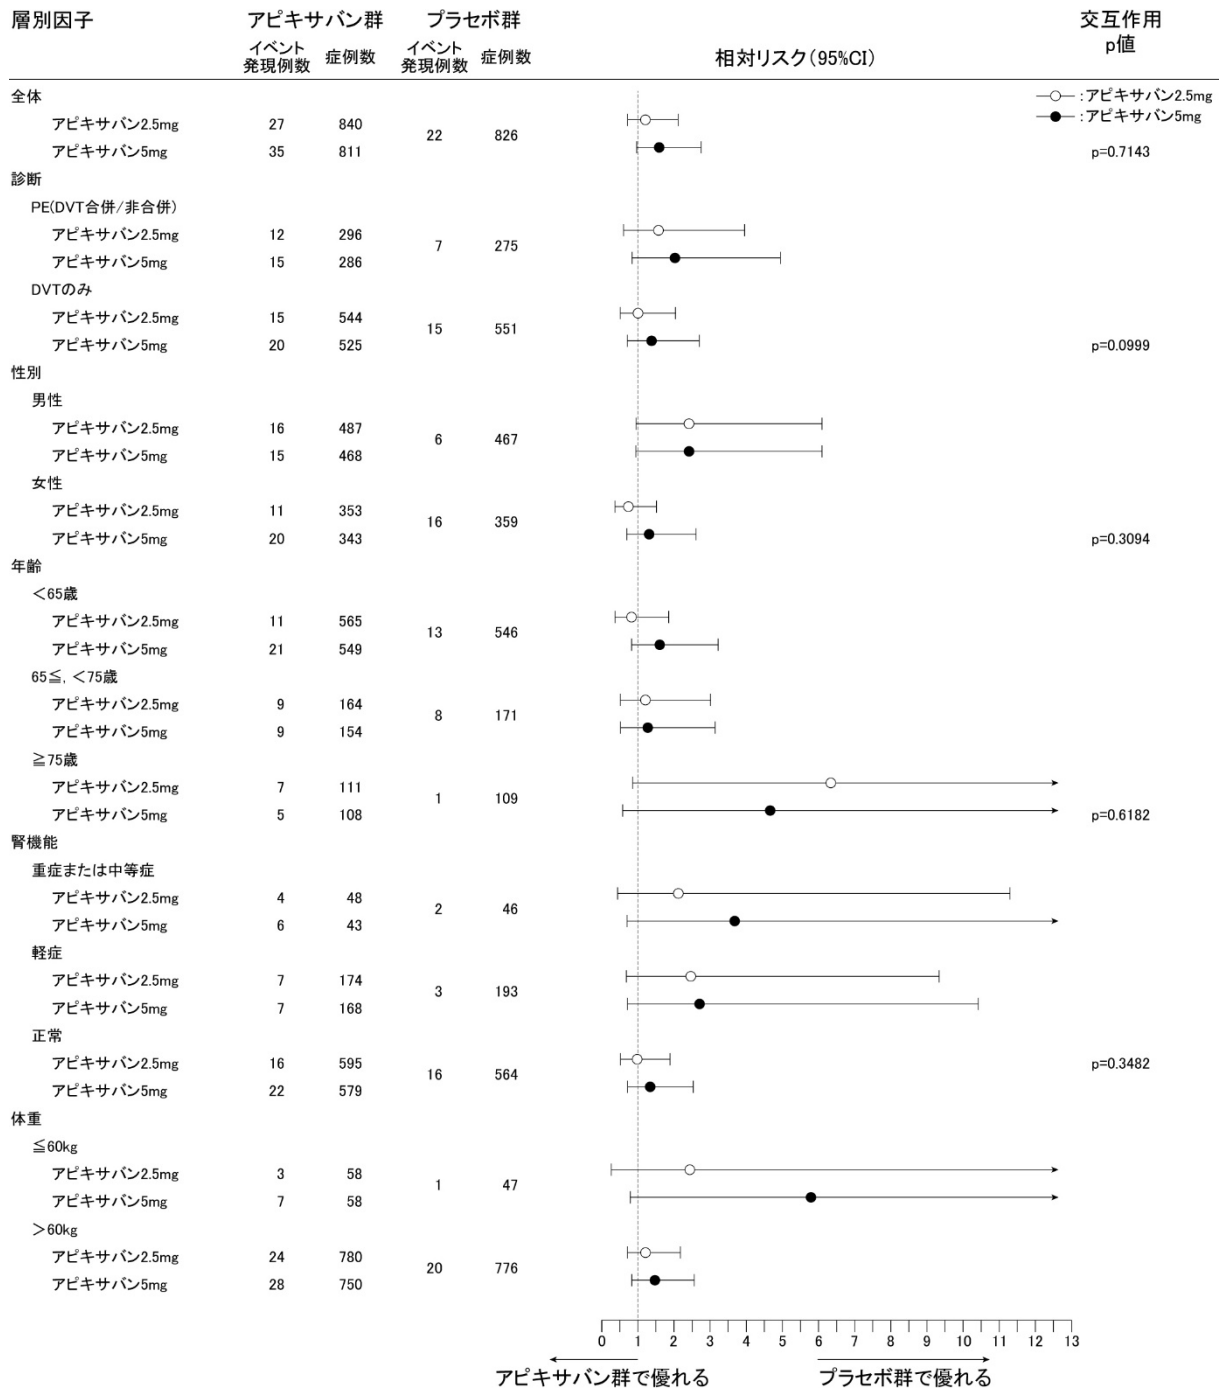 層別因子 アピキサバン群 プラセボ群 交互作用
p値
イベント
発現例数 症例数 イベント
発現例数 症例数 相対リスク(95%CI)
全体
アピキサバン2.5mg 27 840
22 826
アピキサバン5mg 35 811 p=0.7143
:アピキサバン2.5mg
:アピキサバン5mg
診断
PE(DVT合併/非合併)
アピキサバン2.5mg 12 296
7 275
アピキサバン5mg 15 286
DVTのみ
アピキサバン2.5mg 15 544
15 551
アピキサバン5mg 20 525 p=0.0999
性別
男性
アピキサバン2.5mg 16 487
6 467
アピキサバン5mg 15 468
女性
アピキサバン2.5mg 11 353
16 359
アピキサバン5mg 20 343 p=0.3094
年齢
<65歳
アピキサバン2.5mg 11 565
13 546
アピキサバン5mg 21 549
65≦, <75歳
アピキサバン2.5mg 9 164
8 171
アピキサバン5mg 9 154
≧75歳
アピキサバン2.5mg 7 111
1 109
アピキサバン5mg 5 108 p=0.6182
腎機能
重症または中等症
アピキサバン2.5mg 4 48
2 46
アピキサバン5mg 6 43
軽症
アピキサバン2.5mg 7 174
3 193
アピキサバン5mg 7 168
正常
アピキサバン2.5mg 16 595 p=0.3482
16 564
アピキサバン5mg 22 579
体重
≦60kg
アピキサバン2.5mg 3 58
1 47
アピキサバン5mg 7 58
>60kg
アピキサバン2.5mg 24 780
20 776
アピキサバン5mg 28 750
0 1 2 3 4 5 6 7 8 9 10 11 12 13
アピキサバン群で優れる プラセボ群で優れる